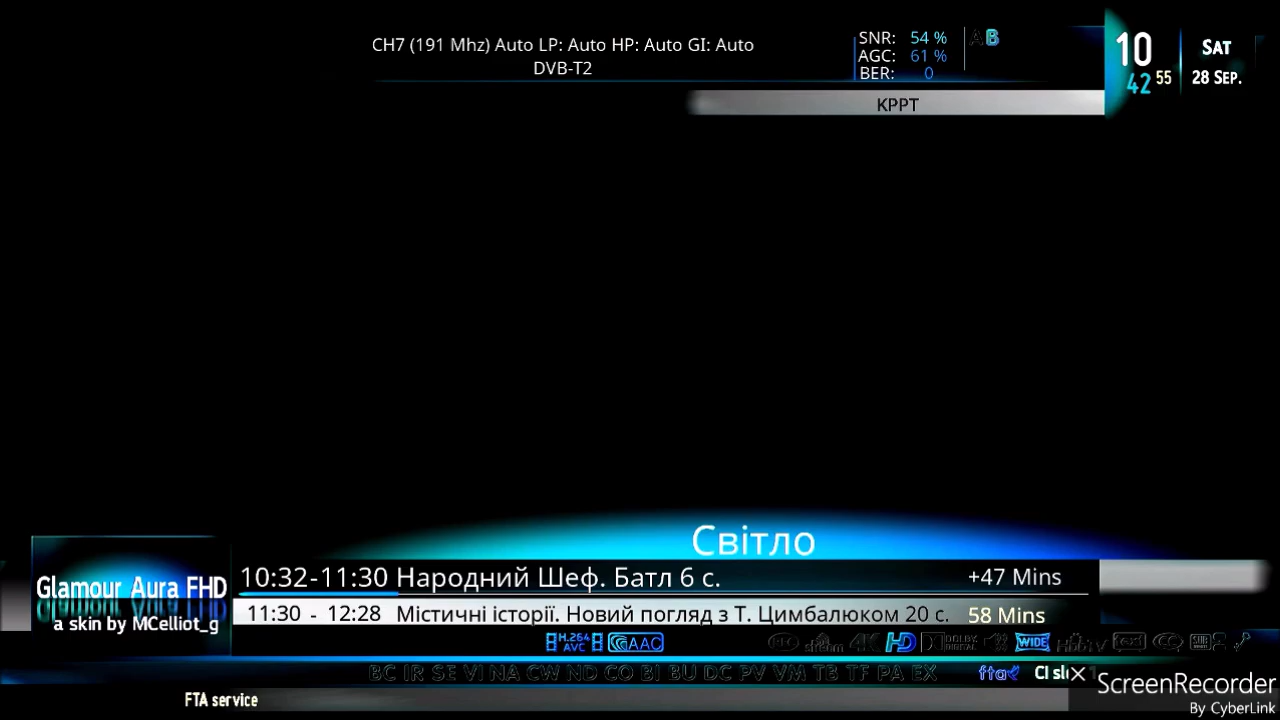 CH7 (191 Mhz) Auto LP: Auto HP: Auto GI: Auto
DVB-T2
SNR: 54 %
AGC: 61 %
BER: 0
A B
10
42 55
SAT
28 SEP.
КРРТ
Світло
Glamour Aura FHD
a skin by MCelliot_g
10:32-11:30 Народний Шеф. Батл 6 с. +47 Mins
11:30 - 12:28 Містичні історії. Новий погляд з Т. Цимбалюком 20 с. 58 Mins
H.264 AVC AAC 4K HD DOLBY DIGITAL WIDE
BC IR SE VI NA CW ND CO BI BU DC PV VM TB TF PA EX fta CI
FTA service
ScreenRecorder
By CyberLink